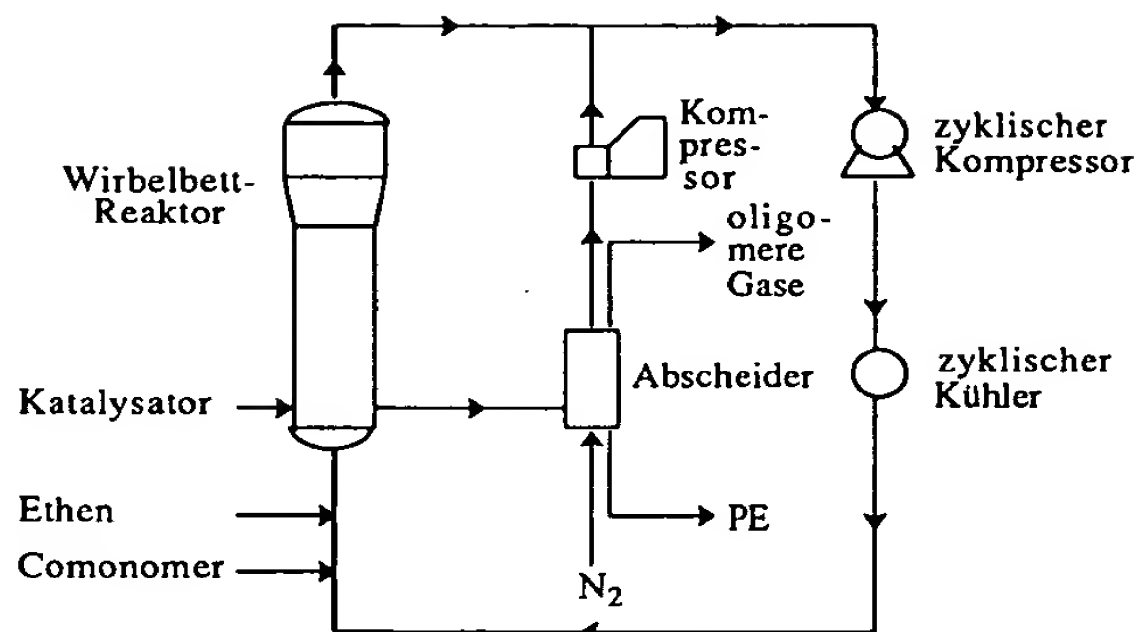 Kom-
pres-
sor
zyklischer
Kompressor
Wirbelbett-
Reaktor
oligo-
mere
Gase
Abscheider
zyklischer
Kühler
Katalysator
Ethen
PE
Comonomer
N₂